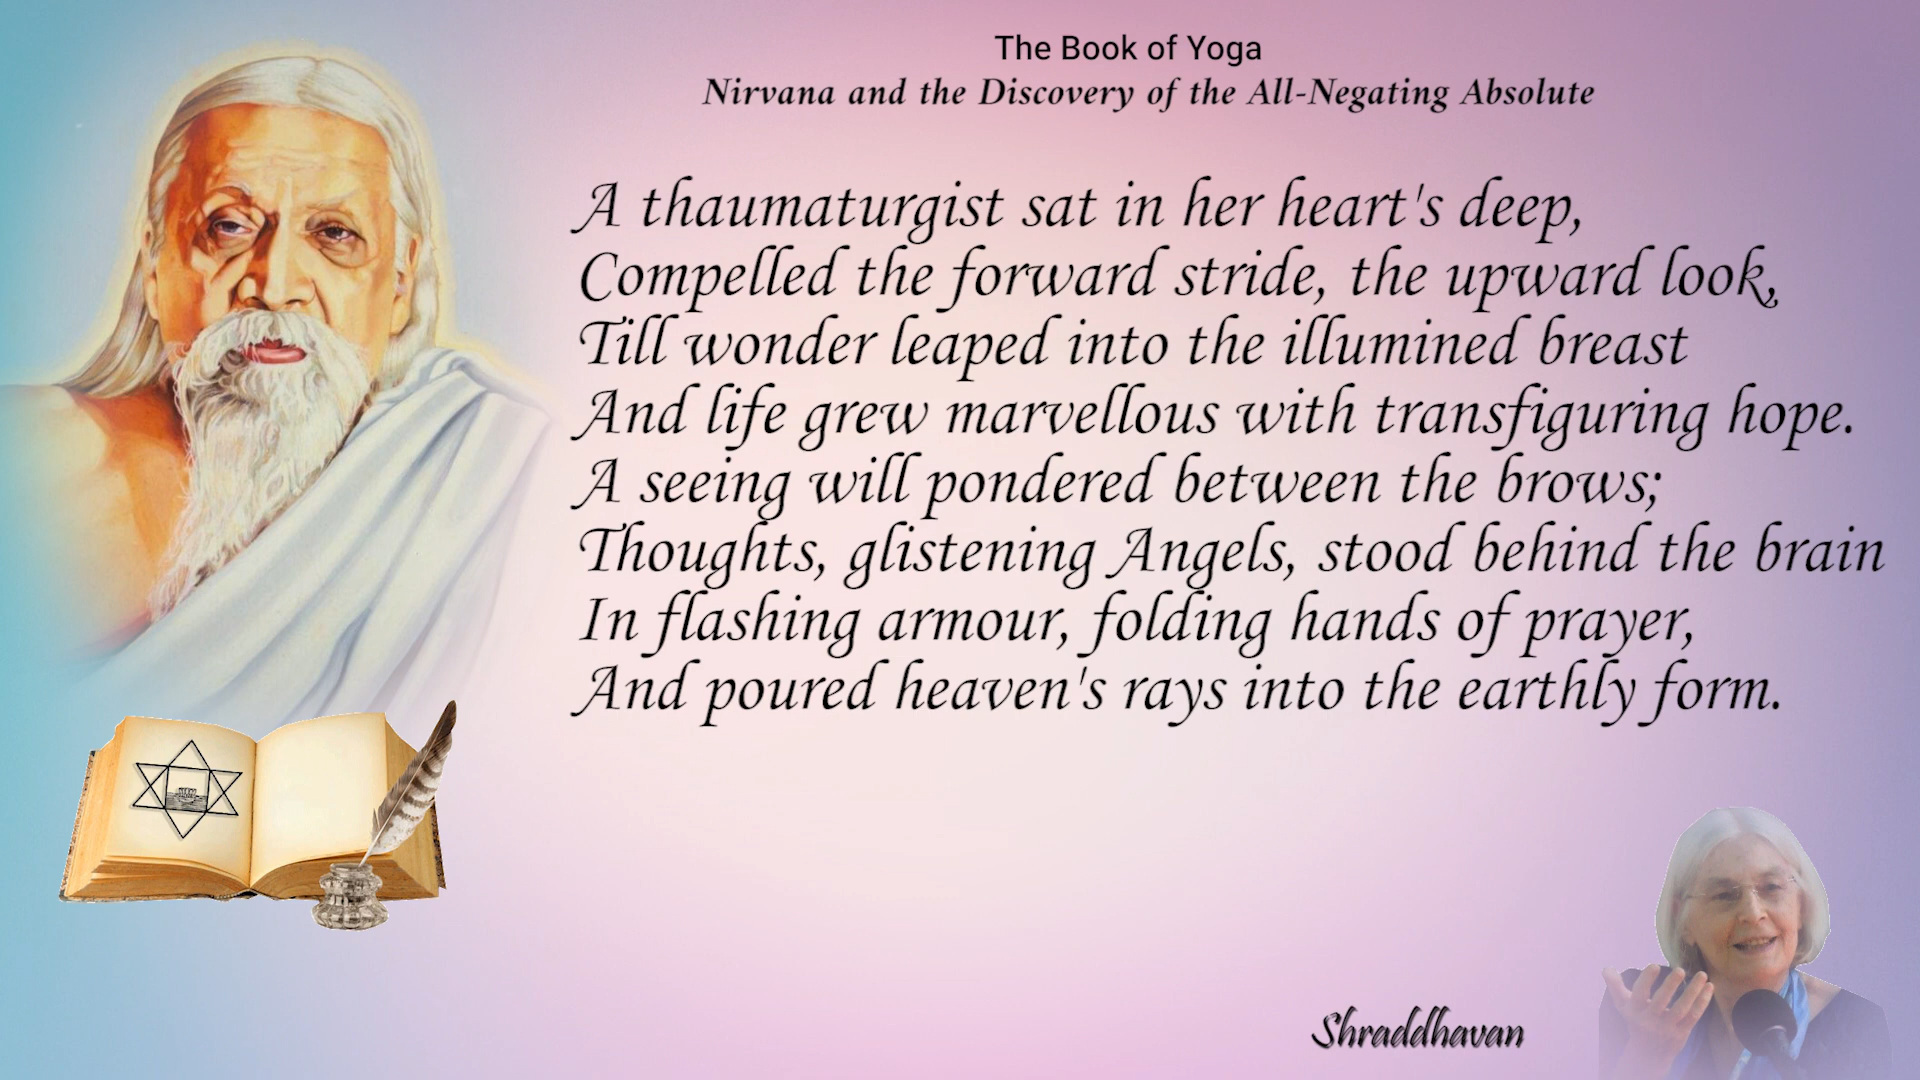 The Book of Yoga
Nirvana and the Discovery of the All-Negating Absolute
A thaumaturgist sat in her heart's deep,
Compelled the forward stride, the upward look,
Till wonder leaped into the illumined breast
And life grew marvellous with transfiguring hope.
A seeing will pondered between the brows;
Thoughts, glistening Angels, stood behind the brain
In flashing armour, folding hands of prayer,
And poured heaven's rays into the earthly form.
Shraddhavan